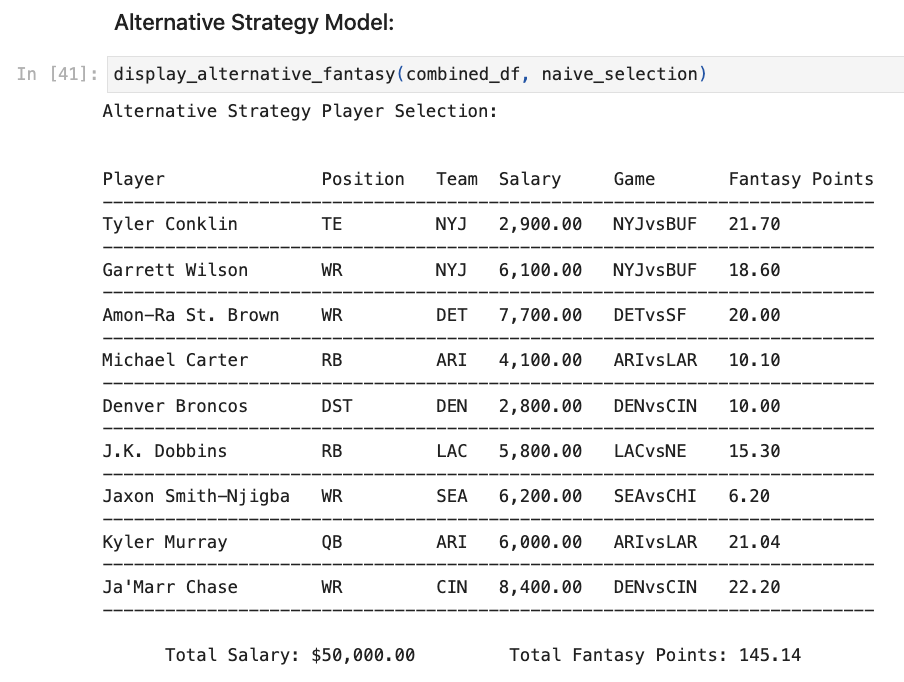 Alternative Strategy Model:
In [41]: display_alternative_fantasy(combined_df, naive_selection)
Alternative Strategy Player Selection:
Player Position Team Salary Game Fantasy Points
--------------------------------------------------------------------------
Tyler Conklin TE NYJ 2,900.00 NYJvsBUF 21.70
--------------------------------------------------------------------------
Garrett Wilson WR NYJ 6,100.00 NYJvsBUF 18.60
--------------------------------------------------------------------------
Amon-Ra St. Brown WR DET 7,700.00 DETvsSF 20.00
--------------------------------------------------------------------------
Michael Carter RB ARI 4,100.00 ARIvsLAR 10.10
--------------------------------------------------------------------------
Denver Broncos DST DEN 2,800.00 DENvsCIN 10.00
--------------------------------------------------------------------------
J.K. Dobbins RB LAC 5,800.00 LACvsNE 15.30
--------------------------------------------------------------------------
Jaxon Smith-Njigba WR SEA 6,200.00 SEAvsCHI 6.20
--------------------------------------------------------------------------
Kyler Murray QB ARI 6,000.00 ARIvsLAR 21.04
--------------------------------------------------------------------------
Ja'Marr Chase WR CIN 8,400.00 DENvsCIN 22.20
--------------------------------------------------------------------------
Total Salary: $50,000.00 Total Fantasy Points: 145.14